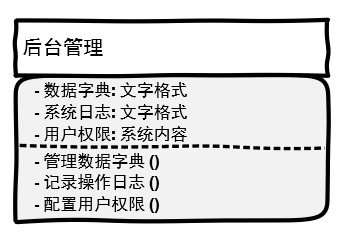 后台管理
- 数据字典: 文字格式
- 系统日志: 文字格式
- 用户权限: 系统内容
- 管理数据字典 ()
- 记录操作日志 ()
- 配置用户权限 ()